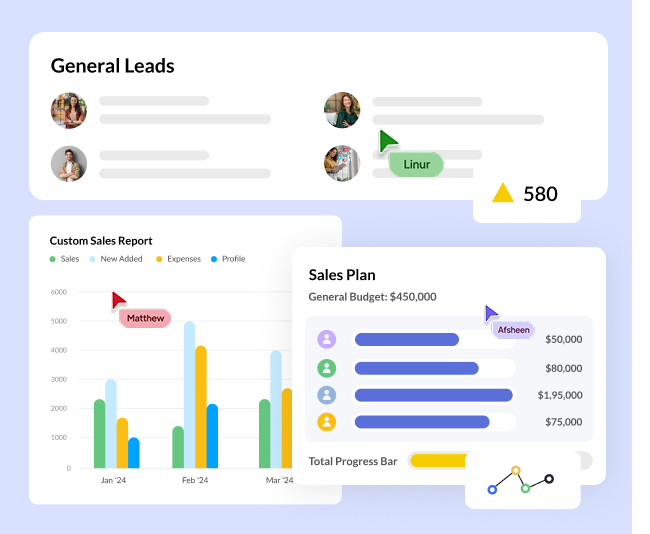 General Leads
Linur
580
Custom Sales Report
Sales New Added Expenses Profile
6000
Matthew
5000
4000
3000
2000
1000
0
Jan '24 Feb '24 Mar '24
Sales Plan
General Budget: $450,000
Afsheen
$50,000
$80,000
$1,95,000
$75,000
Total Progress Bar